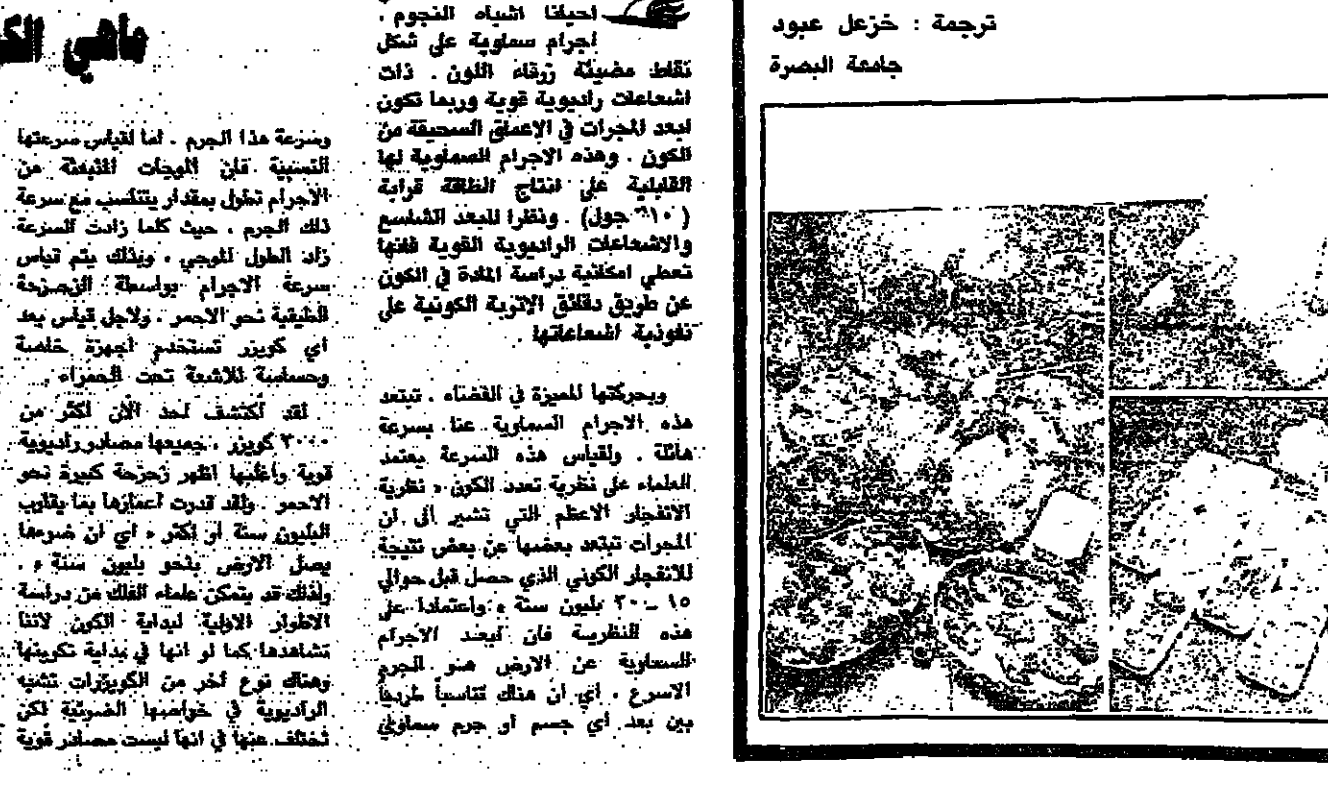 ترجمة : خزعل عبود
جامعة البصرة
ماهي
احيانا اشباه النجوم .
اجرام سماوية على شكل
نقاط مضيئة زرقاء اللون . ذات
اشعاعات راديوية قوية وربما تكون
ابعد المجرات في الاعماق السحيقة من
الكون . وهذه الاجرام السماوية لها
القابلية على انتاج الطاقة قرابة
جول) . ونظرا للبعد الشاسع
والاشعاعات الراديوية القوية فانها
تعطي امكانية دراسة المادة في الكون
عن طريق دقائق الاتربة الكونية على
نفوذية اشعاعاتها .
وبحركتها المميزة في الفضاء . تبتعد
هذه الاجرام السماوية عنا بسرعة
هائلة . ولقياس هذه السرعة يعتمد
العلماء على نظرية تمدد الكون « نظرية
الانفجار الاعظم التي تشير الى ان
المجرات تبتعد بعضها عن بعض نتيجة
للانفجار الكوني الذي حصل قبل حوالي
١٥ - ٢٠ بليون سنة » واعتمادا على
هذه النظرية فان ابعد الاجرام
السماوية عن الارض هو الجرم
الاسرع . اي ان هناك تناسباً طردياً
بين بعد اي جسم او جرم سماوي
وسرعة هذا الجرم . اما لقياس سرعتها
النسبية فان الموجات المنبعثة من
الاجرام تطول بمقدار يتناسب مع سرعة
ذلك الجرم . حيث كلما زادت السرعة
زاد الطول الموجي . وبذلك يتم قياس
سرعة الاجرام بواسطة الزحزحة
الطيفية نحو الاحمر . ولاجل قياس بعد
اي كويزر تستخدم اجهزة خاصة
وحساسة للاشعة تحت الحمراء .
لقد اكتشف لحد الآن اكثر من
كويزر . جميعها مصادر راديوية
قوية وأغلبها اظهر زحزحة كبيرة نحو
الاحمر . ولقد قدرت اعمارها بما يقارب
البليون سنة او اكثر « اي ان ضوءها
يصل الارض بنحو بليون سنة » .
ولذلك قد يتمكن علماء الفلك من دراسة
الاطوار الاولية لبداية الكون لاننا
نشاهدها كما لو انها في بداية تكوينها
وهناك نوع آخر من الكويزرات تشبه
الراديوية في خواصها الضوئية لكن
تختلف عنها في انها ليست مصادر قوية